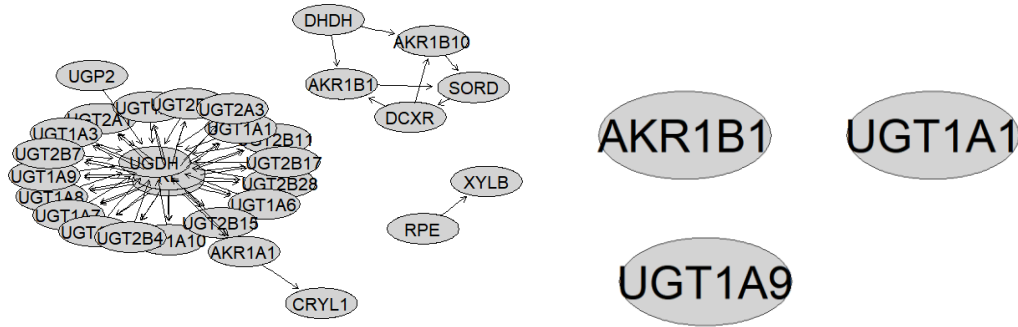 DHDH
AKR1B10
UGP2
AKR1B1
SORD
UGT2A3
DCXR
UGT1A3
UGT1A1
UGT2B11
UGT2B7
UGDH
UGT2B17
UGT1A9
UGT2B28
XYLB
UGT1A8
UGT1A6
UGT1A7
UGT2B15
RPE
UGT2B4
1A10
AKR1A1
CRYL1
AKR1B1
UGT1A1
UGT1A9